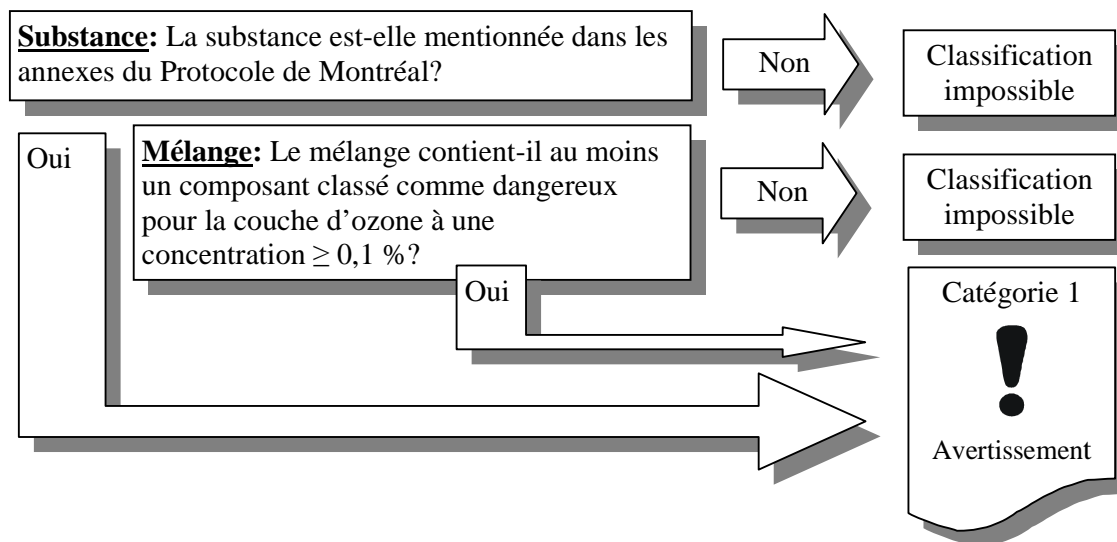 Substance: La substance est-elle mentionnée dans les
annexes du Protocole de Montréal?
Non
Classification
impossible
Oui
Mélange: Le mélange contient-il au moins
un composant classé comme dangereux
pour la couche d’ozone à une
concentration ≥ 0,1 %?
Non
Classification
impossible
Oui
Catégorie 1
!
Avertissement